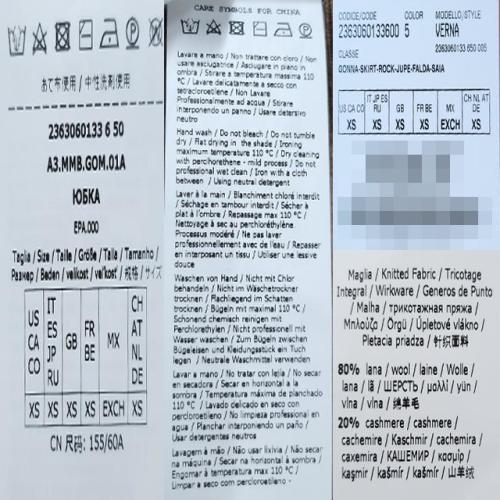 あて布使用 / 中性洗剤使用
2363060133 6 50
A3.MMB.GOM.01A
ЮБКА
EPA.000
Taglia / Size / Taille / Größe / Talla / Tamanho /
Размер / Beden / velikost / veľkosť / 规格 / サイズ
US CA CO | IT ES JP RU | GB | FR BE | MX | CH AT NL DE
XS | XS | XS | XS | EXCH | XS
CN 尺码: 155/60A
CARE SYMBOLS FOR CHINA
Lavare a mano / Non trattare con cloro / Non
usare asciugatrice / Asciugare in piano in
ombra / Stirare a temperatura massima 110
°C / Lavare delicatamente a secco con
tetracloroetilene / Non Lavare
Professionalmente ad acqua / Stirare
interponendo un panno / Usare detersivo
neutro
Hand wash / Do not bleach / Do not tumble
dry / Flat drying in the shade / Ironing
maximum temperature 110 °C / Dry cleaning
with perchlorethene - mild process / Do not
professional wet clean / Iron with a cloth
between / Using neutral detergent
Laver à la main / Blanchiment chloré interdit
/ Séchage en tambour interdit / Sécher à
plat à l'ombre / Repassage max 110 °C /
Nettoyage à sec au perchloréthylène.
Processus modéré / Ne pas laver
professionnellement avec de l'eau / Repasser
en interposant un tissu / Utiliser une lessive
douce
Waschen von Hand / Nicht mit Chlor
behandeln / Nicht im Wäschetrockner
trocknen / Flachliegend im Schatten
trocknen / Bügeln mit maximal 110 °C /
Schonend chemisch reinigen mit
Perchlorethylen / Nicht professionell mit
Wasser waschen / Zum Bügeln zwischen
Bügeleisen und Kleidungsstück ein Tuch
legen / Neutrale Waschmittel verwenden
Lavar a mano / No tratar con lejía / No secar
en secadora / Secar en horizontal a la
sombra / Temperatura máxima de planchado
110 °C / Lavado delicado en seco con
percloroetileno / No limpieza profesional en
agua / Planchar interponiendo un paño /
Usar detergentes neutros
Lavagem à mão / Não usar lixívia / Não secar
na máquina / Secar na horizontal à sombra /
Engomar a temperatura máx 110 °C /
Limpar a seco com percloroetileno -
CODICE/CODE COLOR MODELLO/STYLE
2363060133600 5 VERNA
2363060133 650 005
CLASSE
GONNA-SKIRT-ROCK-JUPE-FALDA-SAIA
US CA CO | IT JP ES RU | GB | FR BE | MX | CH AT NL DE
XS | XS | XS | XS | EXCH | XS
Maglia / Knitted Fabric / Tricotage
Integral / Wirkware / Generos de Punto
/ Malha / трикотажная пряжа /
Μπλούζα / Örgü / Úpletové vlákno /
Pletacia priadza / 针织面料
80% lana / wool / laine / Wolle /
lana / lã / ШЕРСТЬ / μαλλί / yün /
vlna / vlna / 绵羊毛
20% cashmere / cashmere /
cachemire / Kaschmir / cachemira /
caxemira / КАШЕМИР / κασμίρ /
kaşmir / kašmír / kašmír / 山羊绒